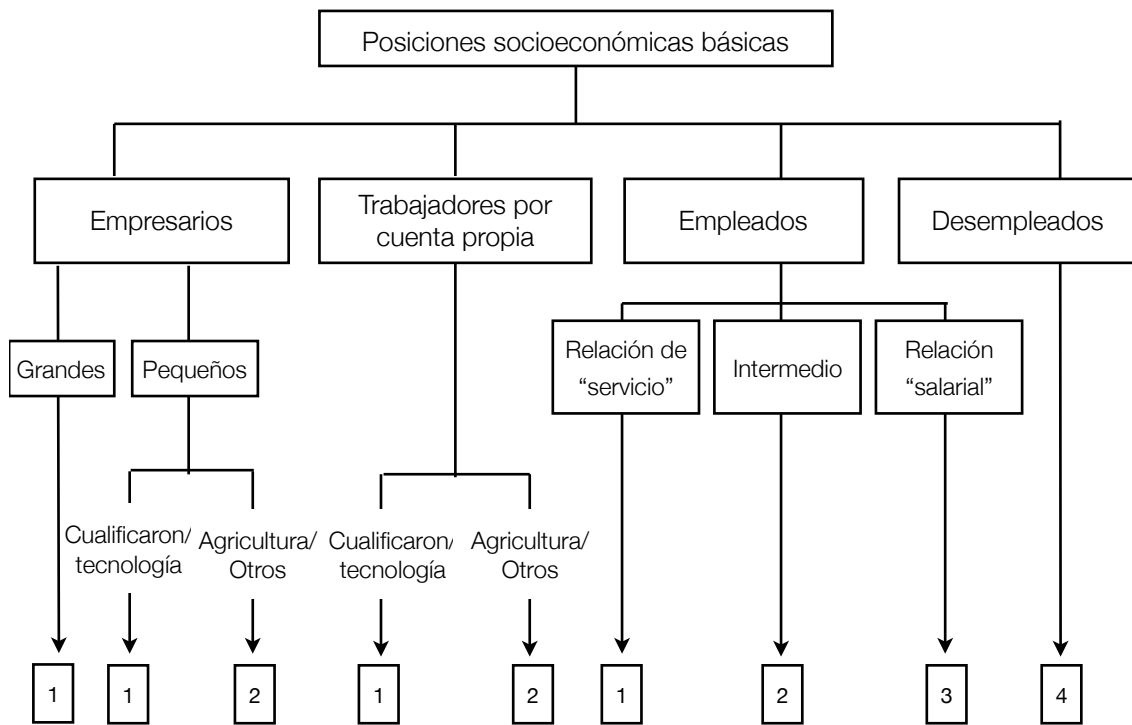 Posiciones socioeconómicas básicas
Empresarios
Trabajadores por
cuenta propia
Empleados
Desempleados
Grandes
Pequeños
Relación de
“servicio”
Intermedio
Relación
“salarial”
Cualificaron/
tecnología
Agricultura/
Otros
Cualificaron/
tecnología
Agricultura/
Otros
1
1
2
1
2
1
2
3
4